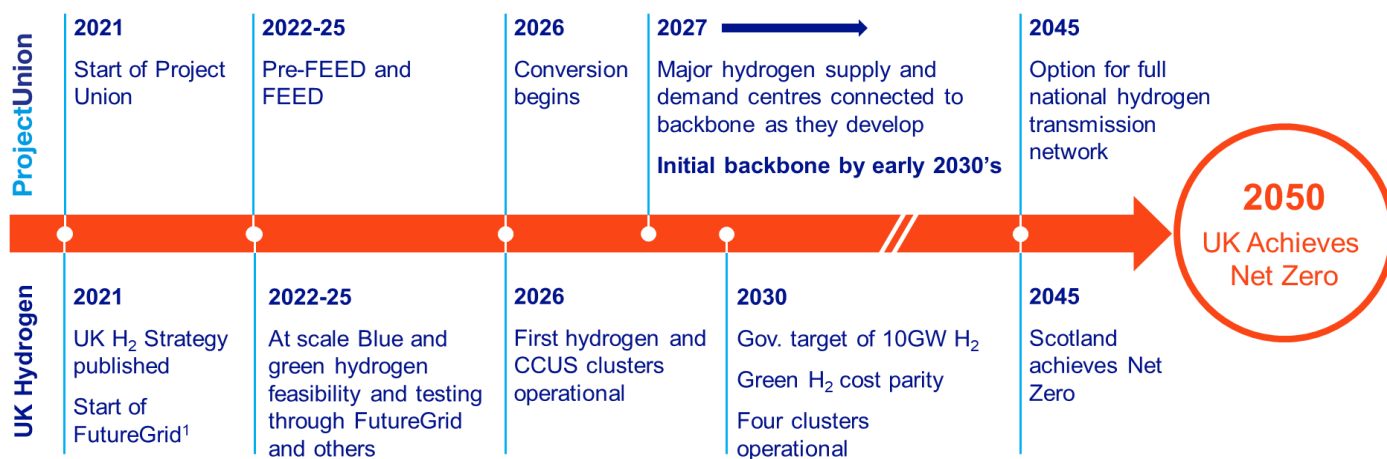 ProjectUnion
2021
Start of Project
Union
2022-25
Pre-FEED and
FEED
2026
Conversion
begins
2027
Major hydrogen supply and
demand centres connected to
backbone as they develop
Initial backbone by early 2030's
2045
Option for full
national hydrogen
transmission
network
2050
UK Achieves
Net Zero
UK Hydrogen
2021
UK H₂ Strategy
published
Start of
FutureGrid¹
2022-25
At scale Blue and
green hydrogen
feasibility and testing
through FutureGrid
and others
2026
First hydrogen and
CCUS clusters
operational
2030
Gov. target of 10GW H₂
Green H₂ cost parity
Four clusters
operational
2045
Scotland
achieves Net
Zero